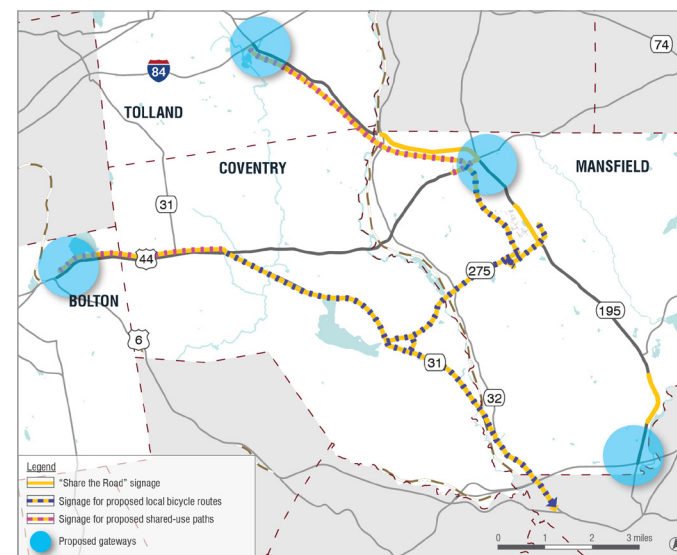 74
84
TOLLAND
COVENTRY
MANSFIELD
31
44
275
BOLTON
195
6
31
32
Legend
“Share the Road” signage
Signage for proposed local bicycle routes
Signage for proposed shared-use paths
Proposed gateways
0 1 2 3 miles